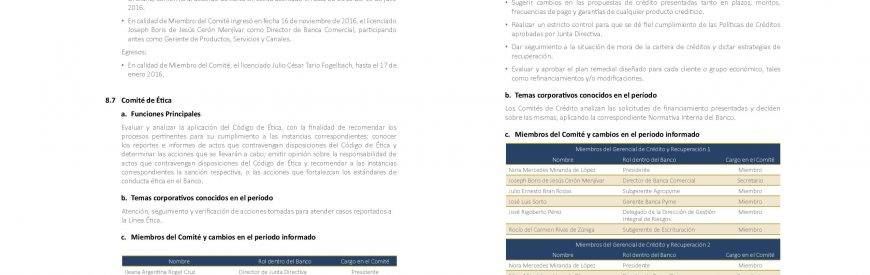 2016.
• En calidad de Miembro del Comité ingresó en fecha 16 de noviembre de 2016, el licenciado
Joseph Boris de Jesús Cerón Menjívar como Director de Banca Comercial, participando
antes como Gerente de Productos, Servicios y Canales.
Egresos:
• En calidad de Miembro del Comité, el licenciado Julio César Tario Fogelbach, hasta el 17 de
enero 2016.
8.7 Comité de Ética
a. Funciones Principales
Evaluar y analizar la aplicación del Código de Ética, con la finalidad de recomendar los
procesos pertinentes para su cumplimiento a las instancias correspondientes; conocer
los reportes e informes de actos que contravengan disposiciones del Código de Ética y
determinar las acciones que se llevarán a cabo; emitir opinión sobre la responsabilidad de
actos que contravengan disposiciones del Código de Ética y recomendar a las instancias
correspondientes la sanción respectiva, o las acciones que fortalezcan los estándares de
conducta ética en el Banco.
b. Temas corporativos conocidos en el período
Atención, seguimiento y verificación de acciones tomadas para atender casos reportados a
la Línea Ética.
c. Miembros del Comité y cambios en el periodo informado
Nombre Rol dentro del Banco Cargo en el Comité
Ileana Argentina Rogel Cruz Director de Junta Directiva Presidente
• Sugerir cambios en las propuestas de crédito presentadas tanto en plazos, montos,
frecuencias de pago y garantías de cualquier producto crediticio.
• Realizar un estricto control para que se dé fiel cumplimiento de las Políticas de Créditos
aprobadas por Junta Directiva.
• Dar seguimiento a la situación de mora de la cartera de créditos y dictar estrategias de
recuperación.
• Evaluar y aprobar el plan remedial diseñado para cada cliente o grupo económico, tales
como refinanciamientos y/o modificaciones.
b. Temas corporativos conocidos en el período
Los Comités de Crédito analizan las solicitudes de financiamiento presentadas y deciden
sobre las mismas, aplicando la correspondiente Normativa Interna del Banco.
c. Miembros del Comité y cambios en el periodo informado
Miembros del Gerencial de Crédito y Recuperación 1
Nombre Rol dentro del Banco Cargo en el Comité
Nora Mercedes Miranda de López Presidente Miembro
Joseph Boris de Jesús Cerón Menjívar Director de Banca Comercial Secretario
Julio Ernesto Bran Rosias Subgerente Agropyme Miembro
José Luis Sorto Gerente Banca Pyme Miembro
José Rigoberto Pérez Delegado de la Dirección de Gestión Miembro
Integral de Riesgos
Rocío del Carmen Rivas de Zúniga Subgerente de Escrituración Miembro
Miembros del Gerencial de Crédito y Recuperación 2
Nombre Rol dentro del Banco Cargo en el Comité
Nora Mercedes Miranda de López Presidente Miembro